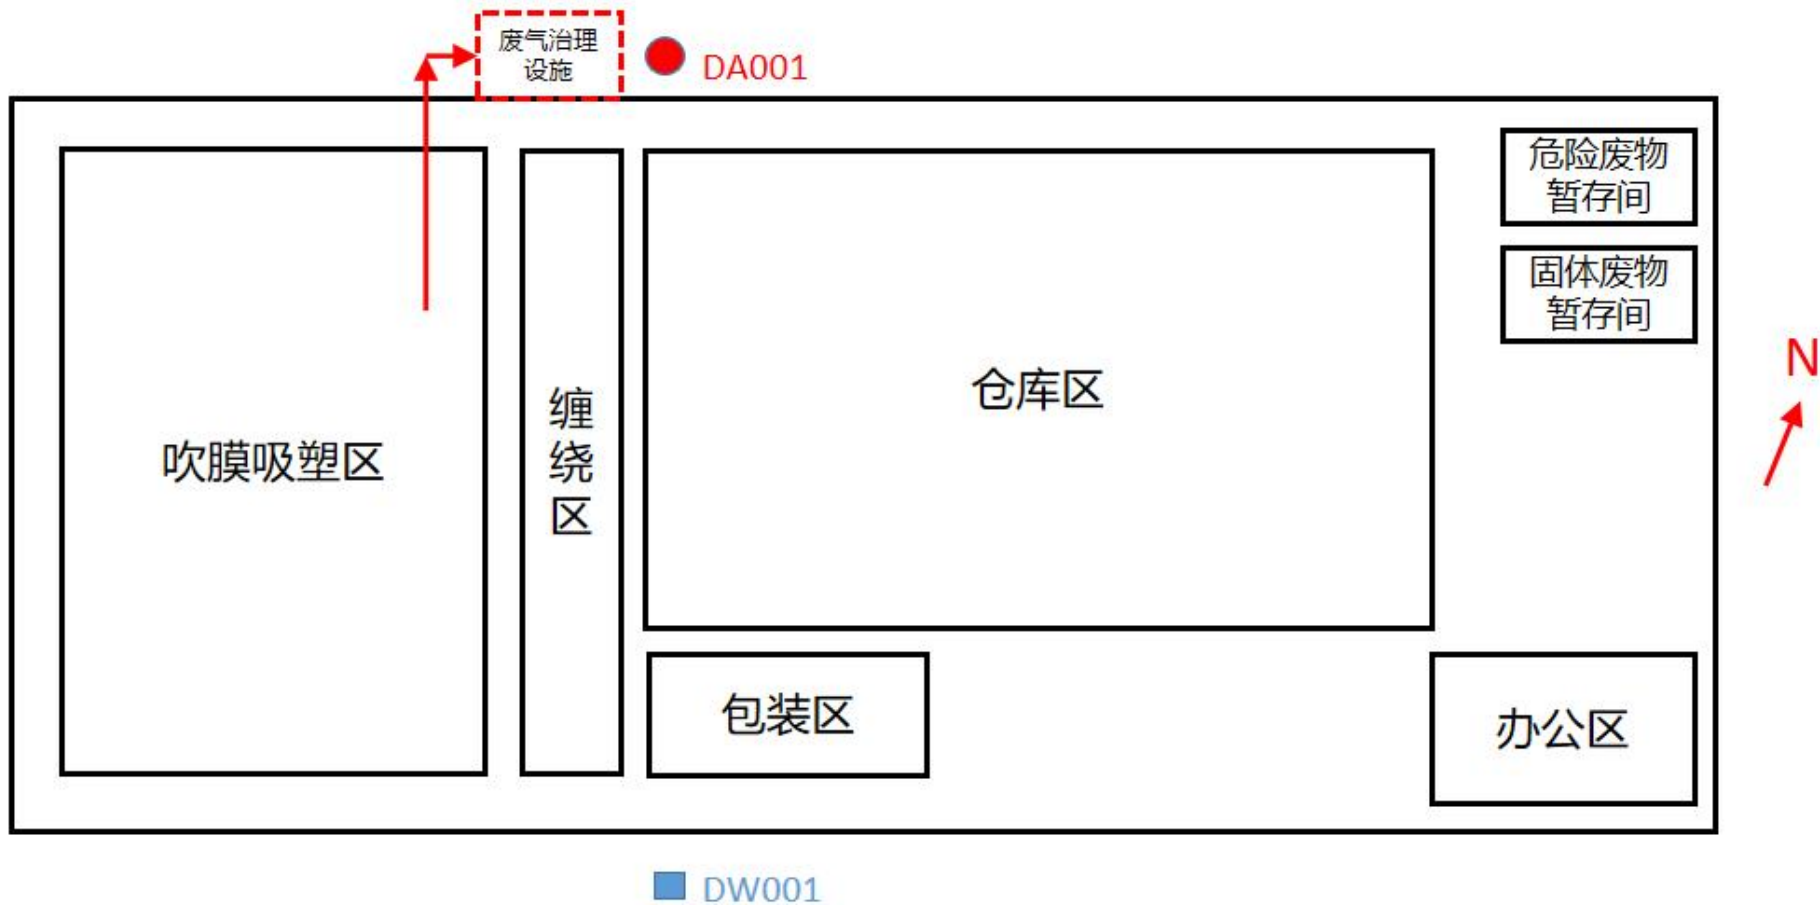 废气治理
设施
DA001
危险废物
暂存间
固体废物
暂存间
N
仓库区
缠
绕
区
吹膜吸塑区
包装区
办公区
DW001